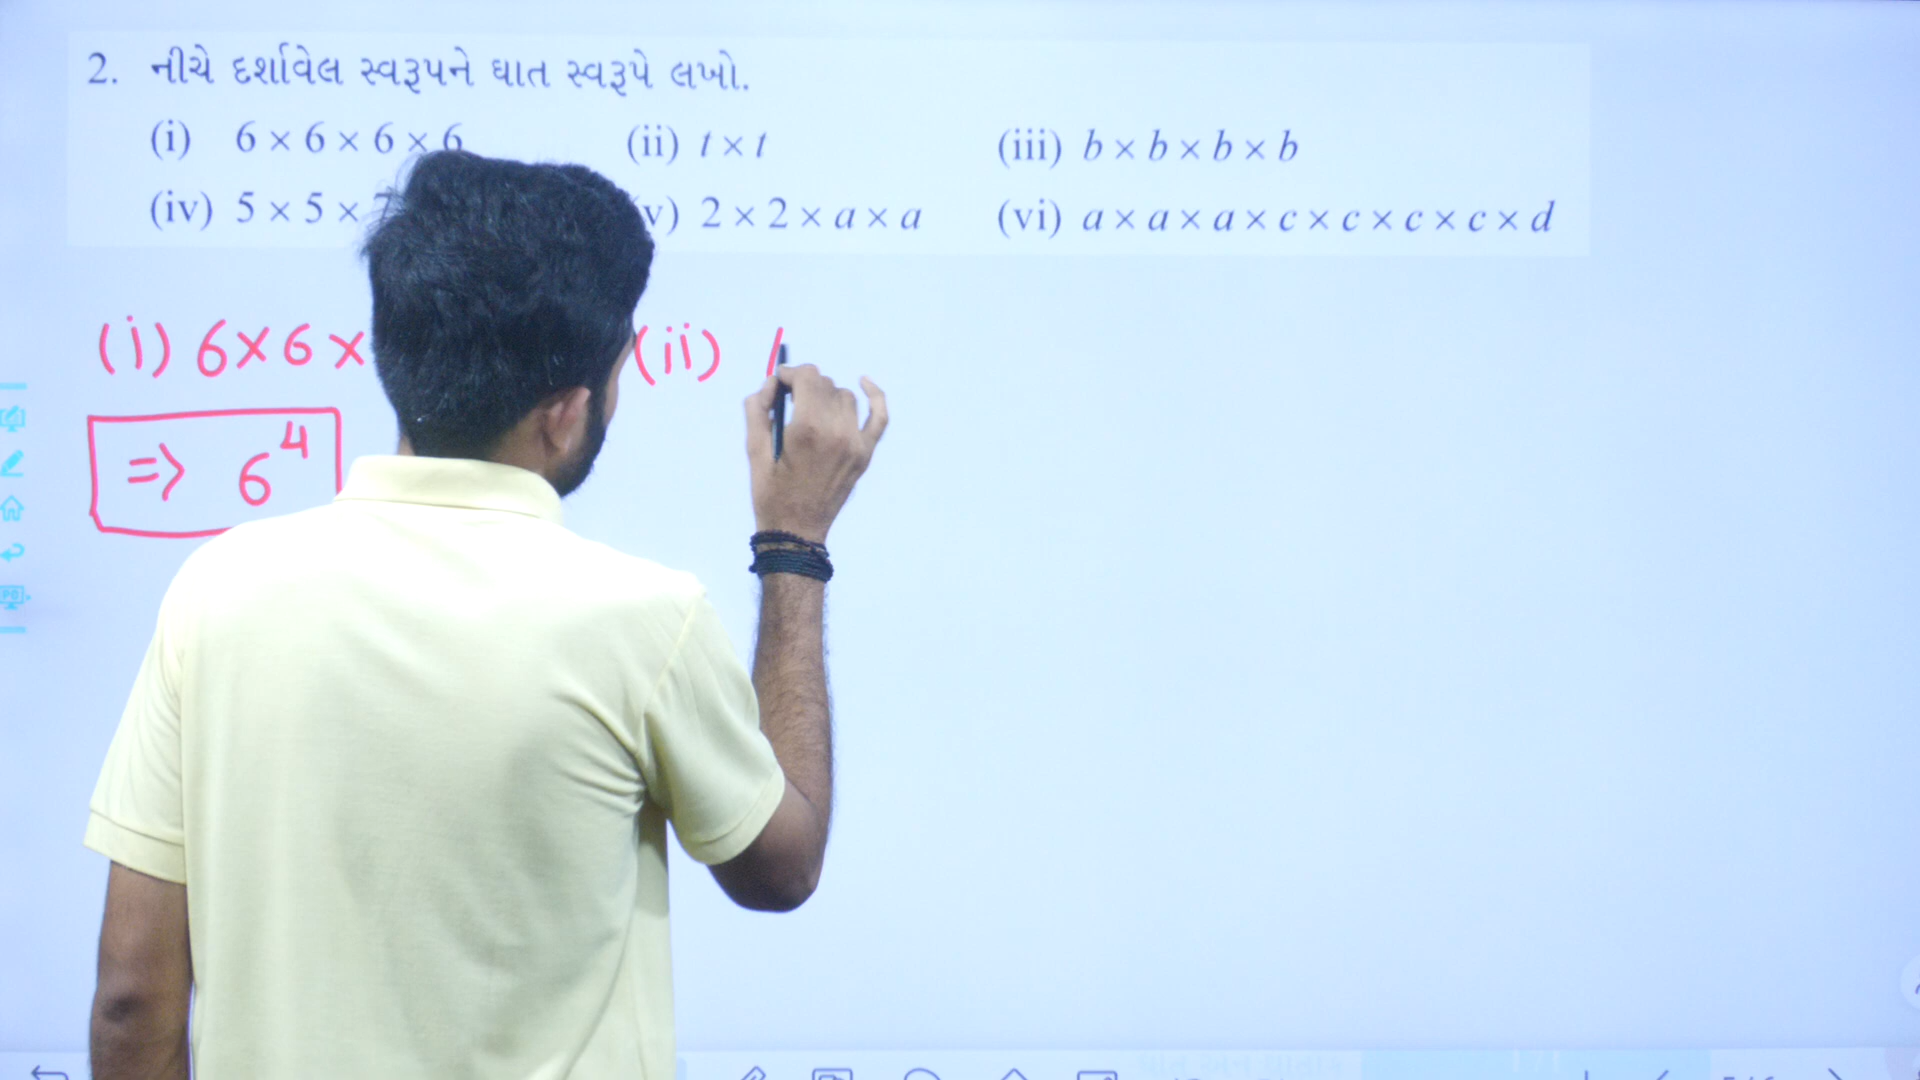 2. નીચે દર્શાવેલ સ્વરૂપને ઘાત સ્વરૂપે લખો.
(i) 6 × 6 × 6 × 6 (ii) t × t (iii) b × b × b × b
(iv) 5 × 5 × v) 2 × 2 × a × a (vi) a × a × a × c × c × c × c × d
(i) 6 × 6 × (ii)
=> 6⁴